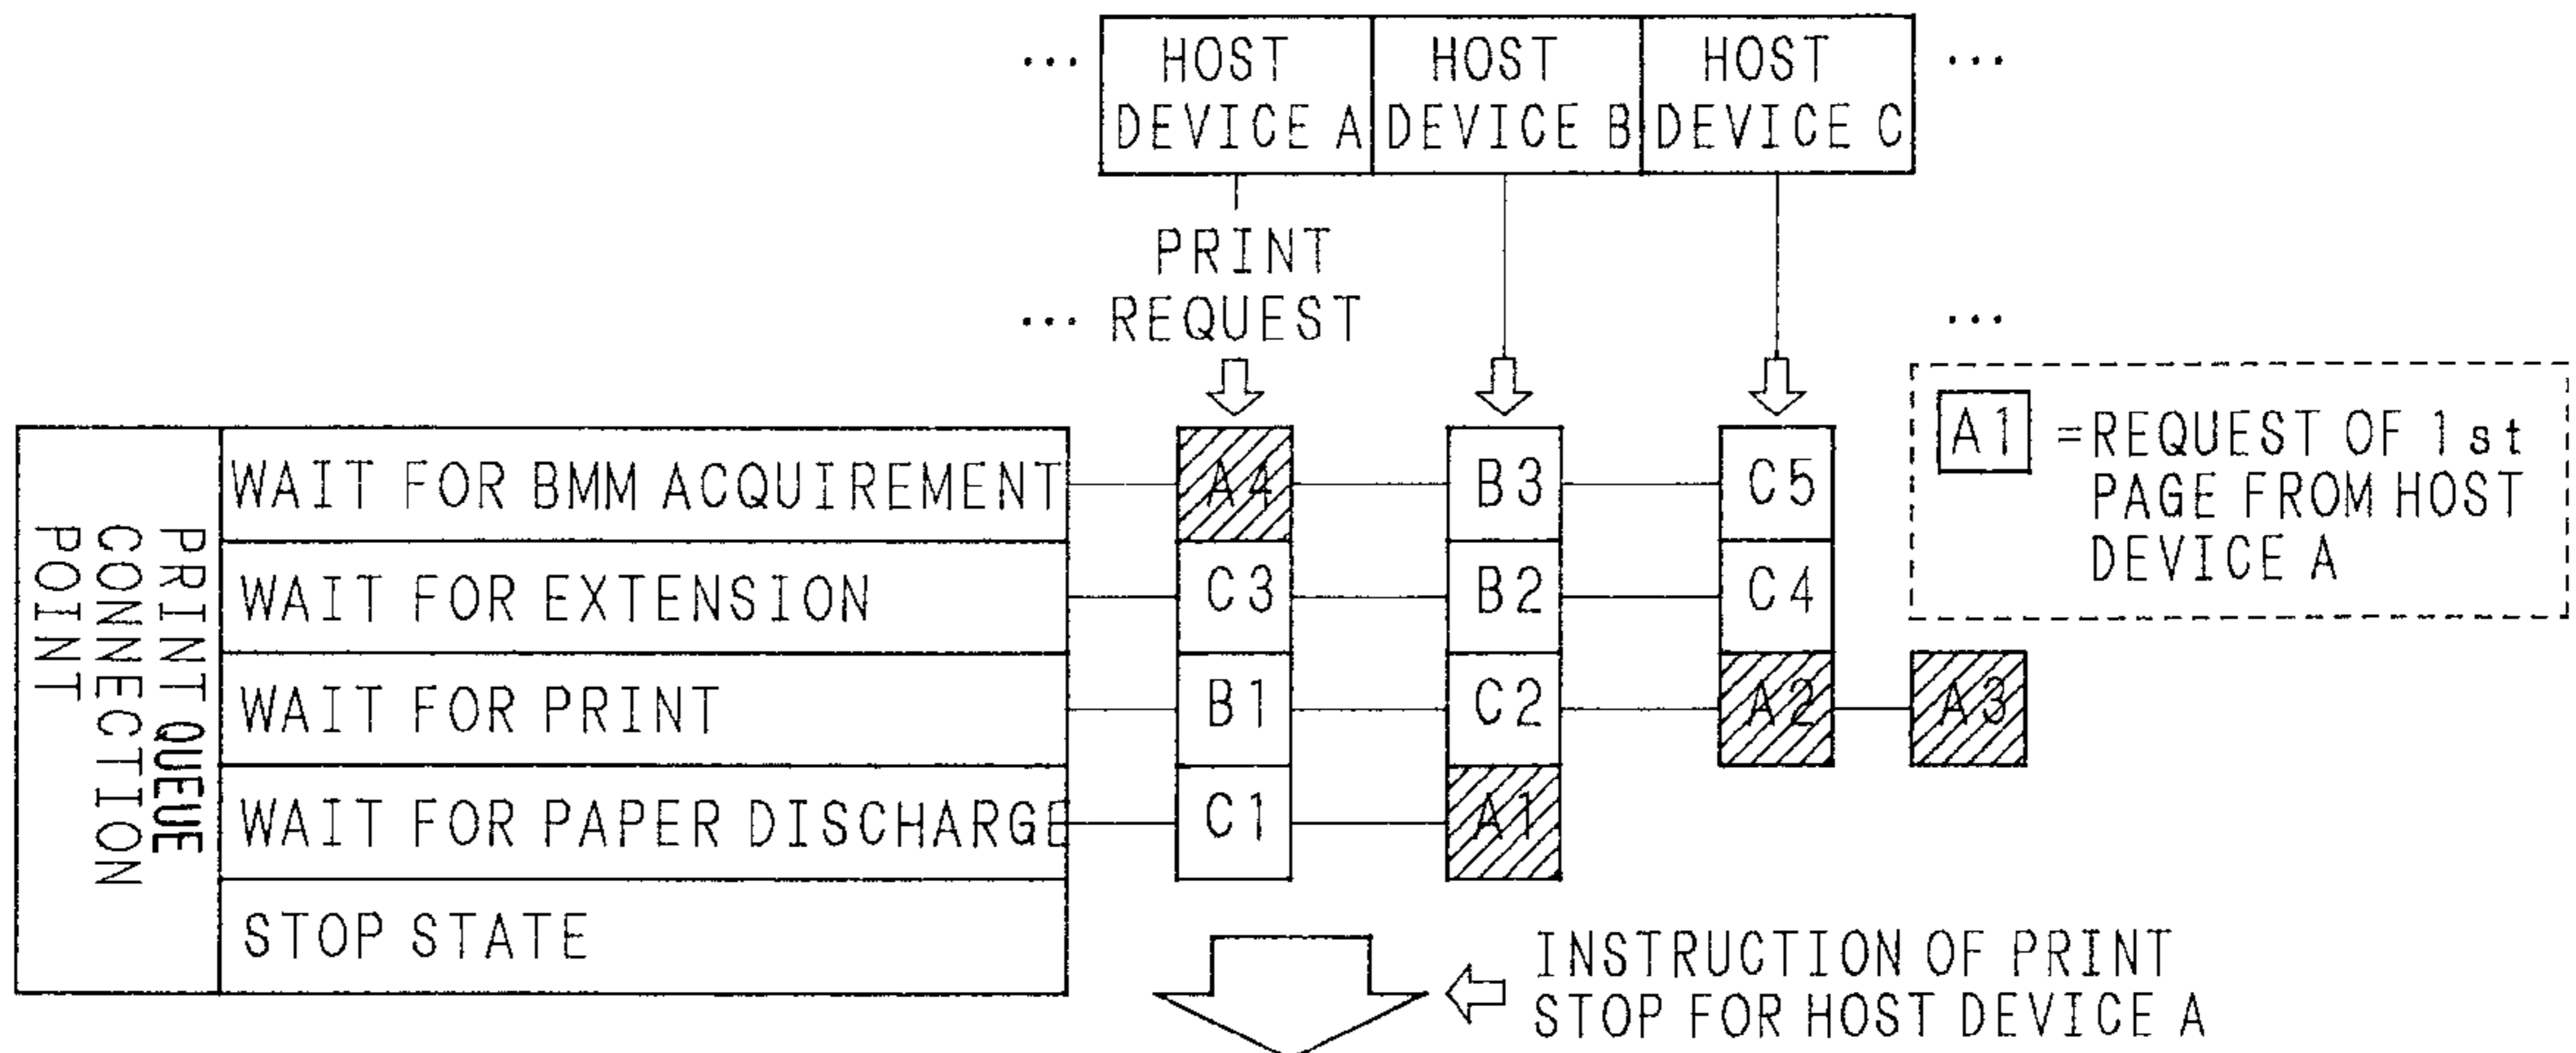 ... HOST DEVICE A HOST DEVICE B HOST DEVICE C ...
... PRINT REQUEST ...
A1 =REQUEST OF 1st
PAGE FROM HOST
DEVICE A
PRINT QUEUE
CONNECTION
POINT
WAIT FOR BMM ACQUIREMENT A4 B3 C5
WAIT FOR EXTENSION C3 B2 C4
WAIT FOR PRINT B1 C2 A2 A3
WAIT FOR PAPER DISCHARGE C1 A1
STOP STATE
INSTRUCTION OF PRINT
STOP FOR HOST DEVICE A